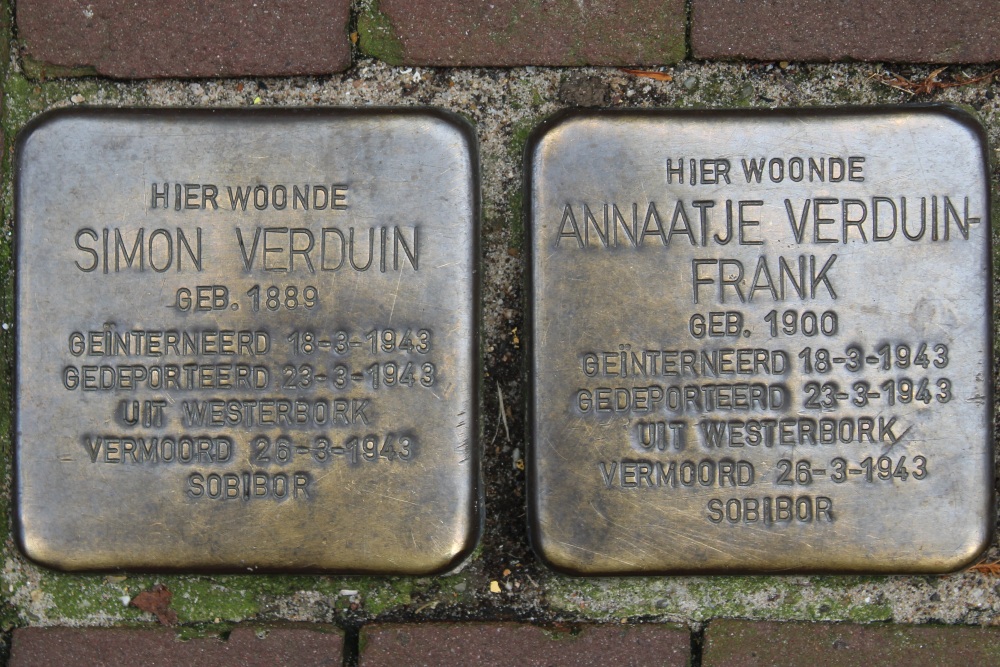 HIER WOONDE
SIMON VERDUIN
GEB. 1889
GEÏNTERNEERD 18-3-1943
GEDEPORTEERD 23-3-1943
UIT WESTERBORK
VERMOORD 26-3-1943
SOBIBOR
HIER WOONDE
ANNAATJE VERDUIN-
FRANK
GEB. 1900
GEÏNTERNEERD 18-3-1943
GEDEPORTEERD 23-3-1943
UIT WESTERBORK
VERMOORD 26-3-1943
SOBIBOR